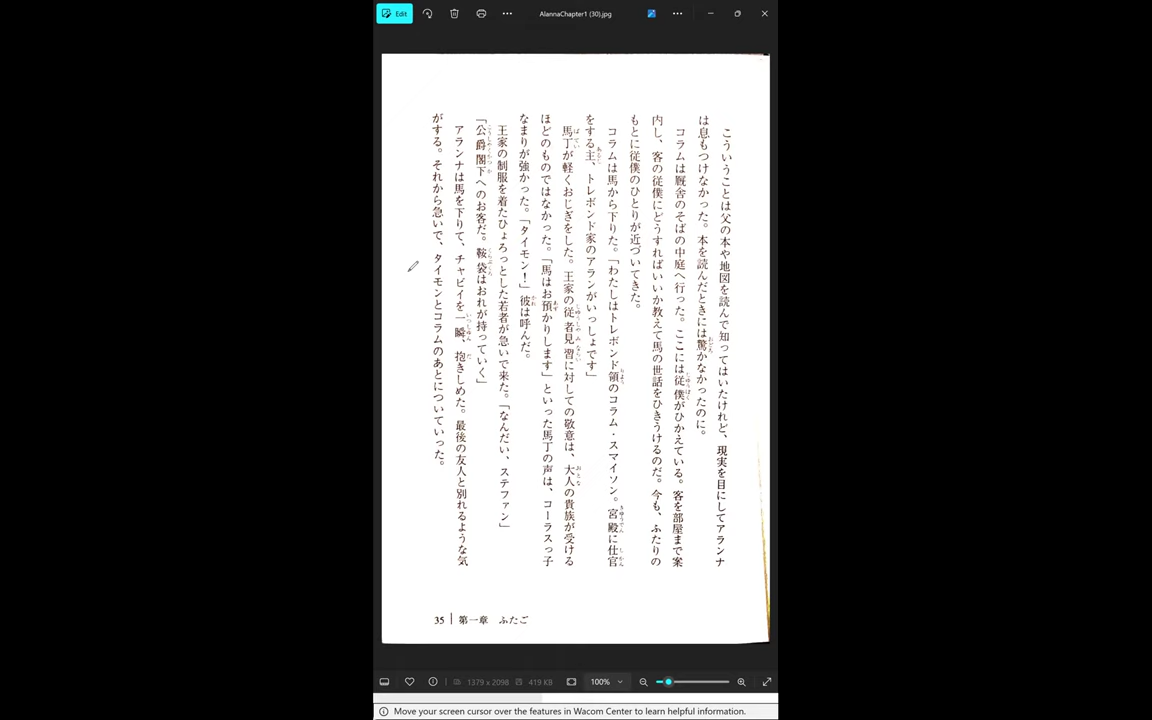 Edit
AlannaChapter1 (30).jpg
こういうことは父の本や地図を読んで知ってはいたけれど、現実を目にしてアランナ
は息もつけなかった。本を読んだときには驚かなかったのに。
コラムは厩舎のそばの中庭へ行った。ここには従僕がひかえている。客を部屋まで案
内し、客の従僕にどうすればいいか教えて馬の世話をひきうけるのだ。今も、ふたりの
もとに従僕のひとりが近づいてきた。
コラムは馬から下りた。「わたしはトレボンド領のコラム・スマイソン。宮殿に仕官
をする主、トレボンド家のアランがいっしょです」
馬丁が軽くおじぎをした。王家の従者見習に対しての敬意は、大人の貴族が受ける
ほどのものではなかった。「馬はお預かりします」といった馬丁の声は、コーラスっ子
なまりが強かった。「タイモン！」彼は呼んだ。
王家の制服を着たひょろっとした若者が急いで来た。「なんだい、ステファン」
「公爵閣下へのお客だ。鞍袋はおれが持っていく」
アランナは馬を下りて、チャビイを一瞬、抱きしめた。最後の友人と別れるような気
がする。それから急いで、タイモンとコラムのあとについていった。
35 第一章 ふたご
1379 x 2098 419 KB 100%
Move your screen cursor over the features in Wacom Center to learn helpful information.